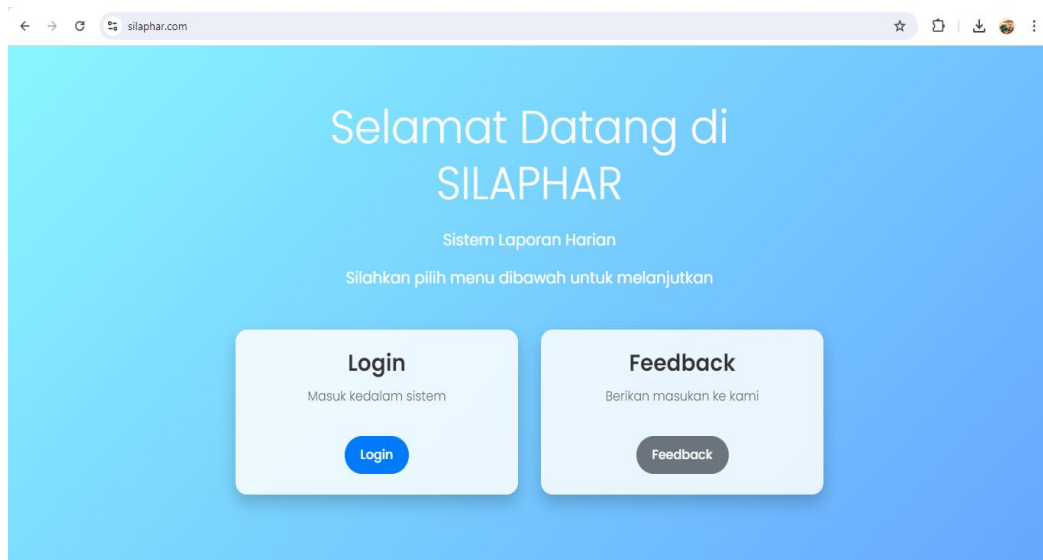 silaphar.com
Selamat Datang di
SILAPHAR
Sistem Laporan Harian
Silahkan pilih menu dibawah untuk melanjutkan
Login
Masuk kedalam sistem
Login
Feedback
Berikan masukan ke kami
Feedback